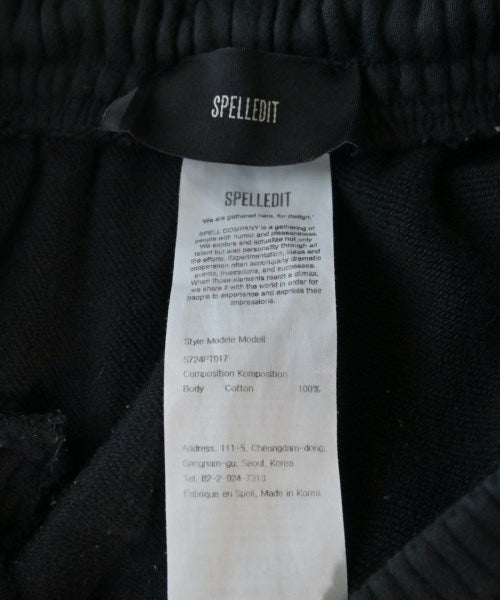 SPELLEDIT
SPELLEDIT
"We are gathered here, for design."
SPELL COMPANY is a gathering of
people with humor and pleasantness.
We explore and actualize not only
talent but also personality through all
the efforts. Experimentation, ideas and
cooperation often accompany dramatic
events, inspections, and successes.
When those elements reach a climax,
we share it with the world in order for
people to experience and express their
impressions.
Style Modele Modell
S724PT017
Composition Komposition
Body Cotton 100%
Address. 111-5, Cheongdam-dong,
Gangnam-gu, Seoul, Korea
Tel. 82-2-924-7313
Fabrique en Spell, Made in Korea